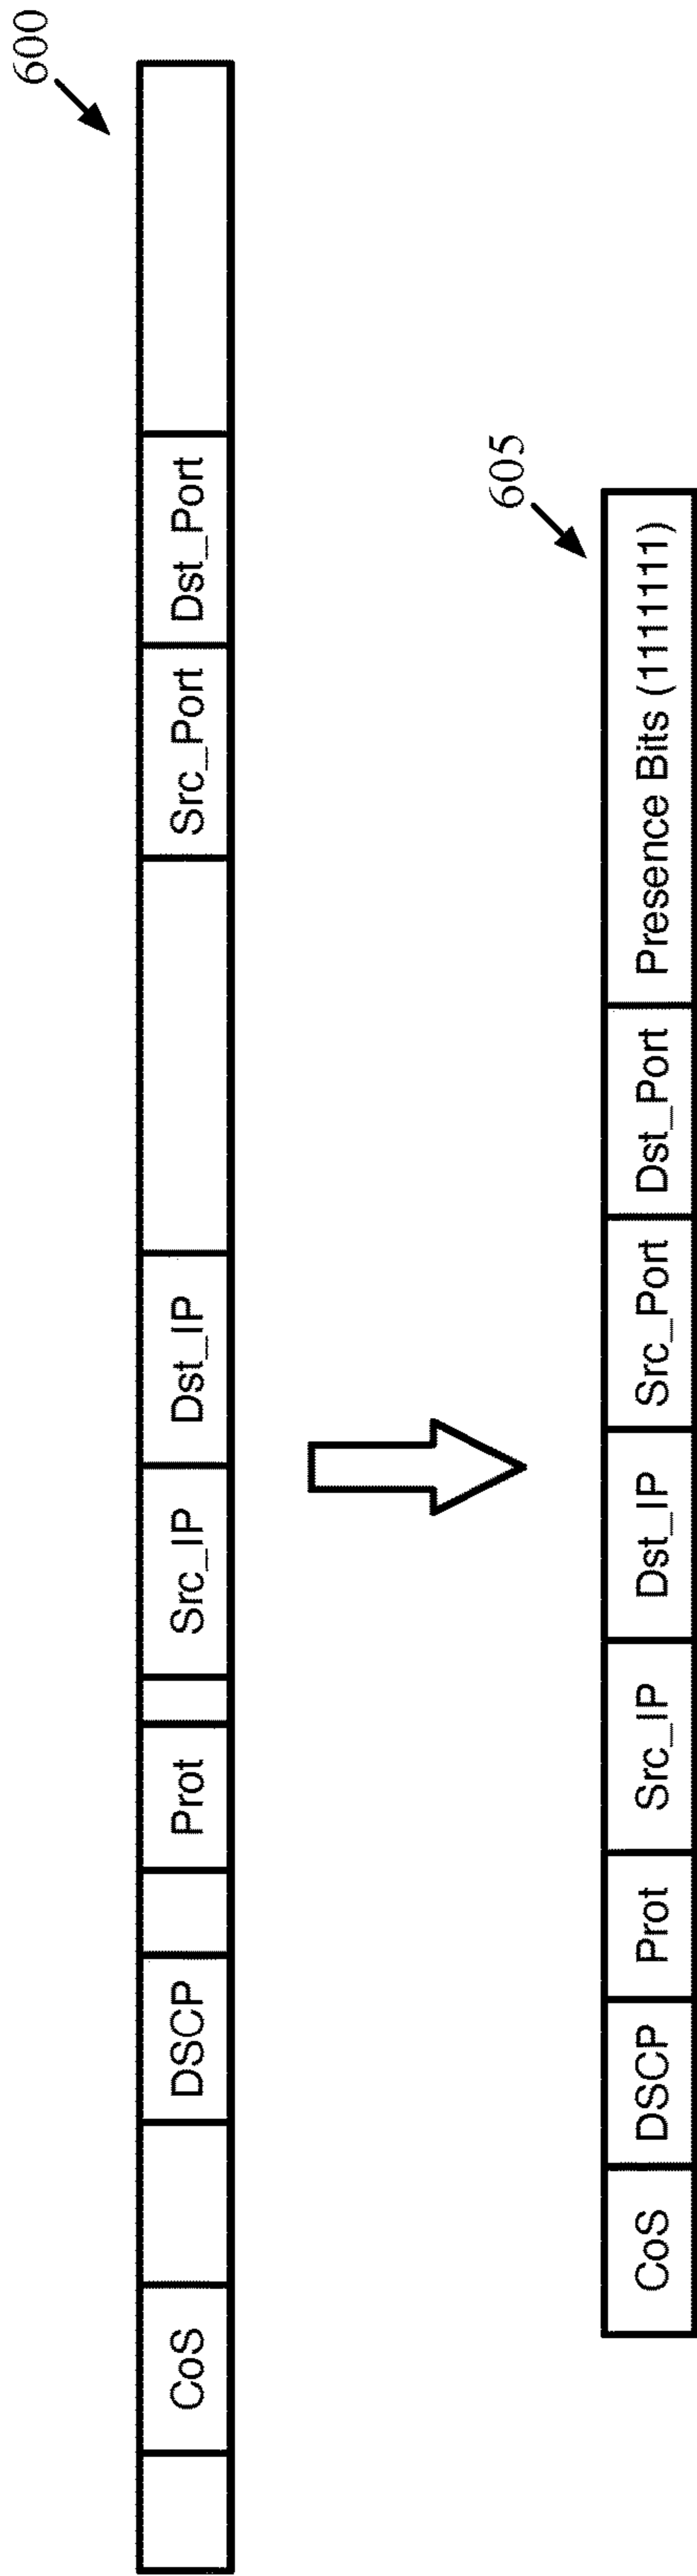 600
CoS DSCP Prot Src_IP Dst_IP Src_Port Dst_Port
605
CoS DSCP Prot Src_IP Dst_IP Src_Port Dst_Port Presence Bits (1111111)